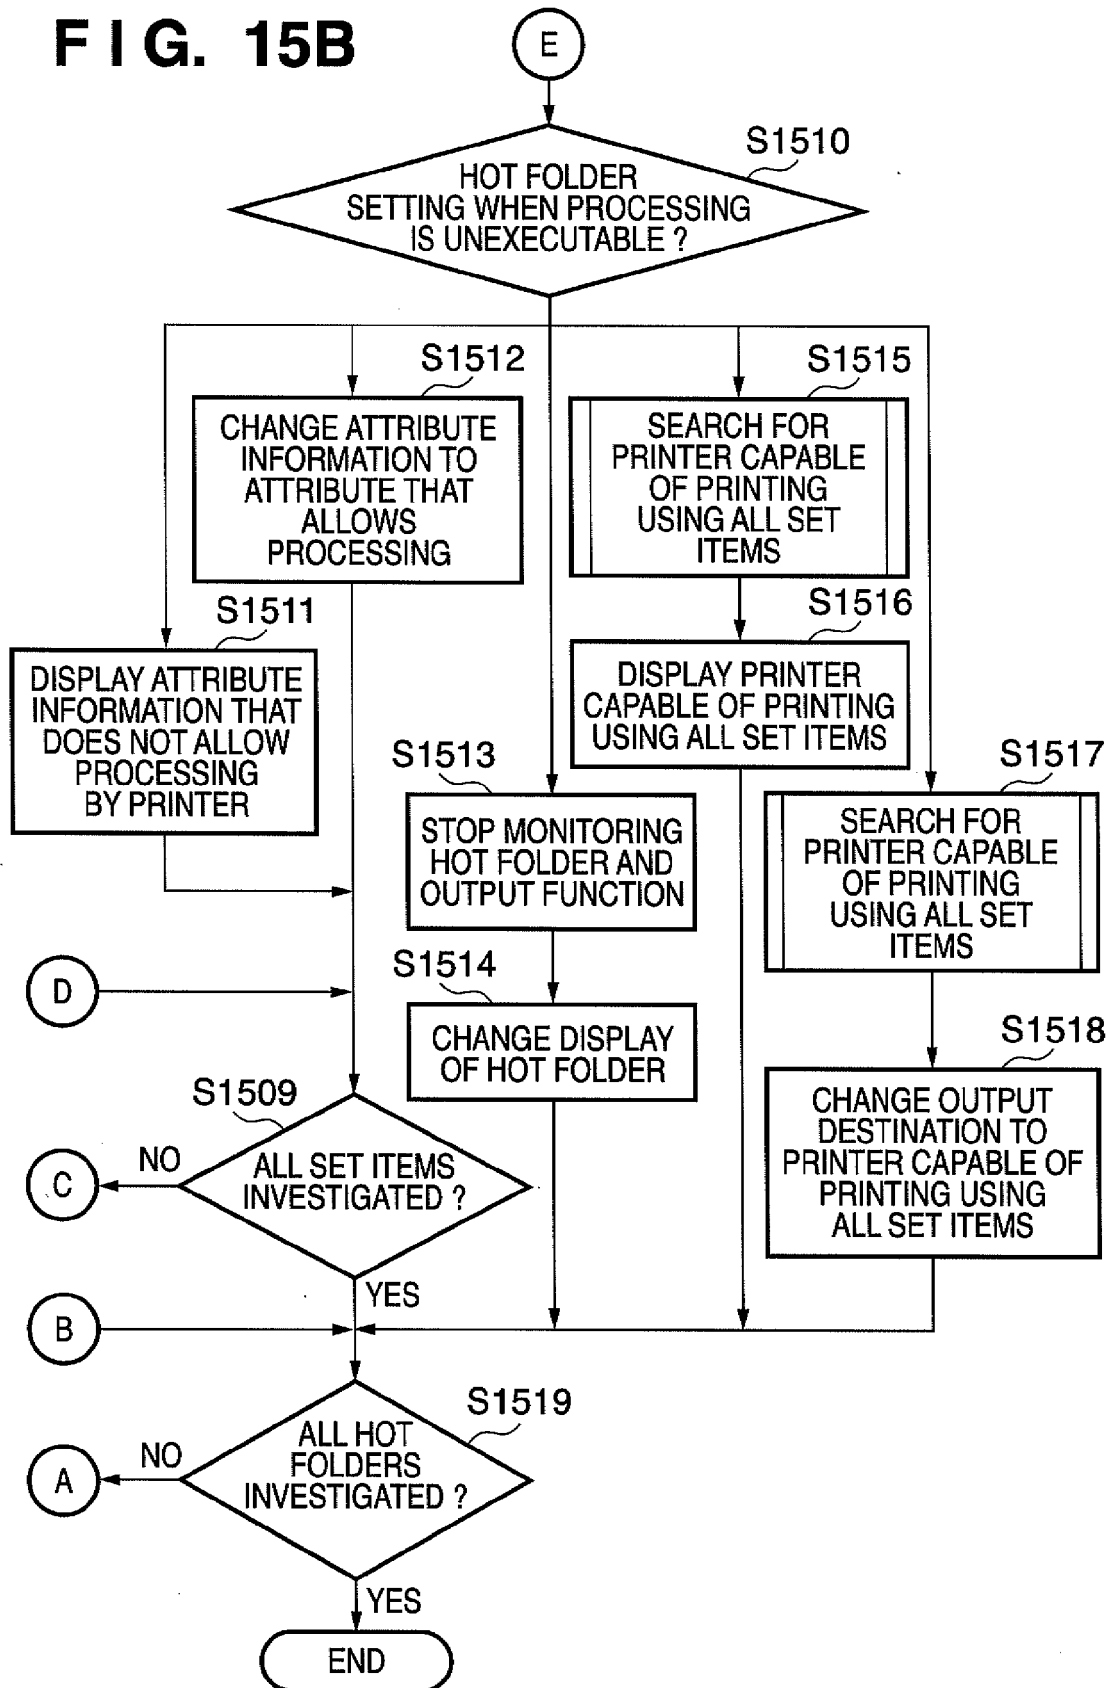 FIG. 15B
E
S1510
HOT FOLDER
SETTING WHEN PROCESSING
IS UNEXECUTABLE ?
S1512
CHANGE ATTRIBUTE
INFORMATION TO
ATTRIBUTE THAT
ALLOWS
PROCESSING
S1515
SEARCH FOR
PRINTER CAPABLE
OF PRINTING
USING ALL SET
ITEMS
S1511
DISPLAY ATTRIBUTE
INFORMATION THAT
DOES NOT ALLOW
PROCESSING
BY PRINTER
S1516
DISPLAY PRINTER
CAPABLE OF PRINTING
USING ALL SET ITEMS
S1513
STOP MONITORING
HOT FOLDER AND
OUTPUT FUNCTION
S1517
SEARCH FOR
PRINTER CAPABLE
OF PRINTING
USING ALL SET
ITEMS
D
S1514
CHANGE DISPLAY
OF HOT FOLDER
S1518
CHANGE OUTPUT
DESTINATION TO
PRINTER CAPABLE OF
PRINTING USING
ALL SET ITEMS
S1509
ALL SET ITEMS
INVESTIGATED ?
NO
C
YES
B
S1519
ALL HOT
FOLDERS
INVESTIGATED ?
NO
A
YES
END